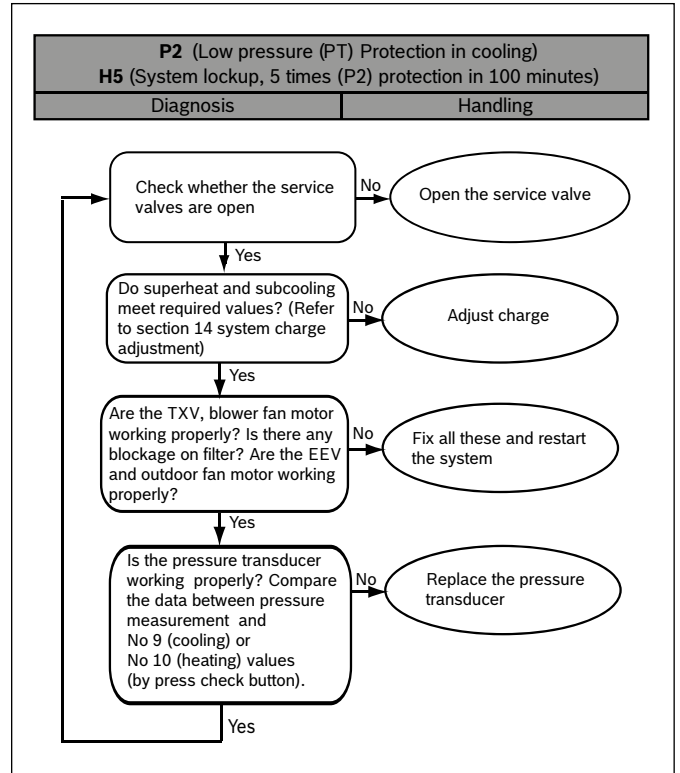 P2 (Low pressure (PT) Protection in cooling)
H5 (System lockup, 5 times (P2) protection in 100 minutes)
Diagnosis
Handling
Check whether the service
valves are open
No
Open the service valve
Yes
Do superheat and subcooling
meet required values? (Refer
to section 14 system charge
adjustment)
No
Adjust charge
Yes
Are the TXV, blower fan motor
working properly? Is there any
blockage on filter? Are the EEV
and outdoor fan motor working
properly?
No
Fix all these and restart
the system
Yes
Is the pressure transducer
working properly? Compare
the data between pressure
measurement and
No 9 (cooling) or
No 10 (heating) values
(by press check button).
No
Replace the pressure
transducer
Yes